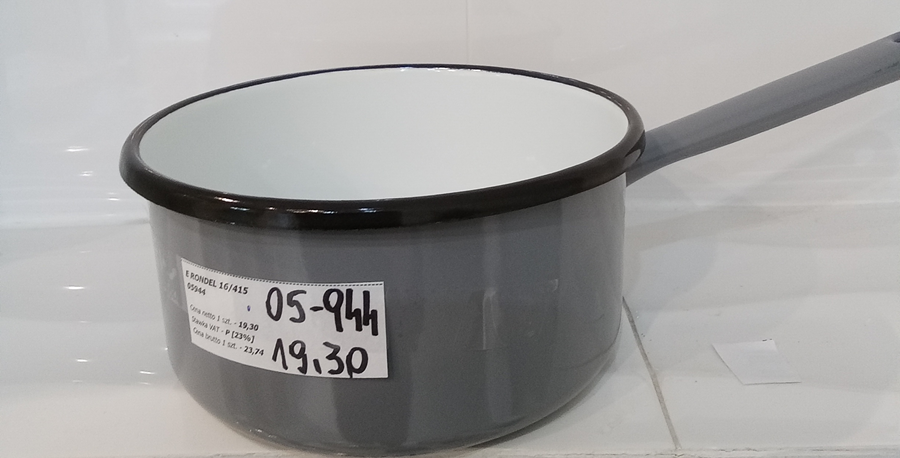 E RONDEL 16/415
05944
Cena netto 1 szt. - 19,30
Stawka VAT - P [23%]
Cena brutto 1 szt. - 23,74
05-944
19.30